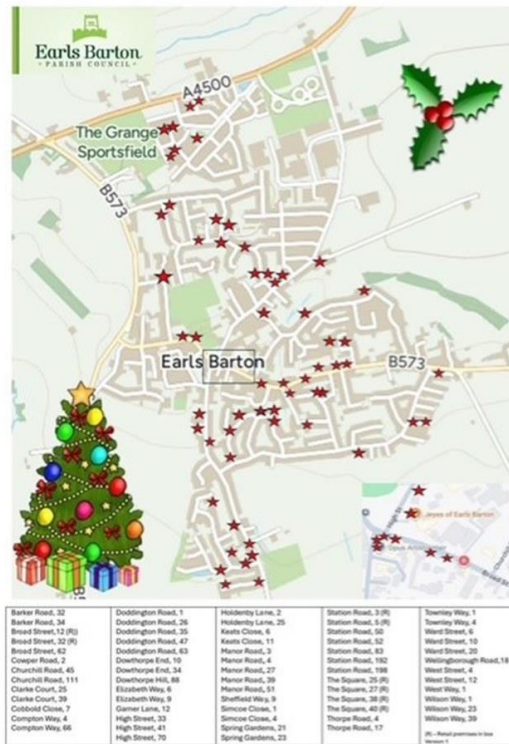 Earls Barton
PARISH COUNCIL
A4500
The Grange
Sportsfield
B573
Earls Barton
B573
Jeyes of Earls Barton
Barker Road, 32
Barker Road, 34
Broad Street, 12 (R))
Broad Street, 32 (R)
Broad Street, 62
Cowper Road, 2
Churchill Road, 45
Churchill Road, 111
Clarke Court, 25
Clarke Court, 39
Cobbold Close, 7
Compton Way, 4
Compton Way, 66
Doddington Road, 1
Doddington Road, 26
Doddington Road, 35
Doddington Road, 47
Doddington Road, 63
Dowthorpe End, 10
Dowthorpe End, 34
Dowthorpe Hill, 88
Elizabeth Way, 6
Elizabeth Way, 9
Garner Lane, 12
High Street, 33
High Street, 41
High Street, 70
Holdenby Lane, 2
Holdenby Lane, 25
Keats Close, 6
Keats Close, 11
Manor Road, 3
Manor Road, 4
Manor Road, 27
Manor Road, 39
Manor Road, 51
Sheffield Way, 9
Simcoe Close, 1
Simcoe Close, 4
Spring Gardens, 21
Spring Gardens, 23
Station Road, 3 (R)
Station Road, 5 (R)
Station Road, 50
Station Road, 52
Station Road, 83
Station Road, 192
Station Road, 198
The Square, 25 (R)
The Square, 27 (R)
The Square, 38 (R)
The Square, 40 (R)
Thorpe Road, 4
Thorpe Road, 17
Townley Way, 1
Townley Way, 4
Ward Street, 6
Ward Street, 10
Ward Street, 20
Wellingborough Road,18
West Street, 4
West Street, 12
West Way, 1
Wilson Way, 1
Wilson Way, 23
Wilson Way, 39
(R) – Retail premises in box
Version 1